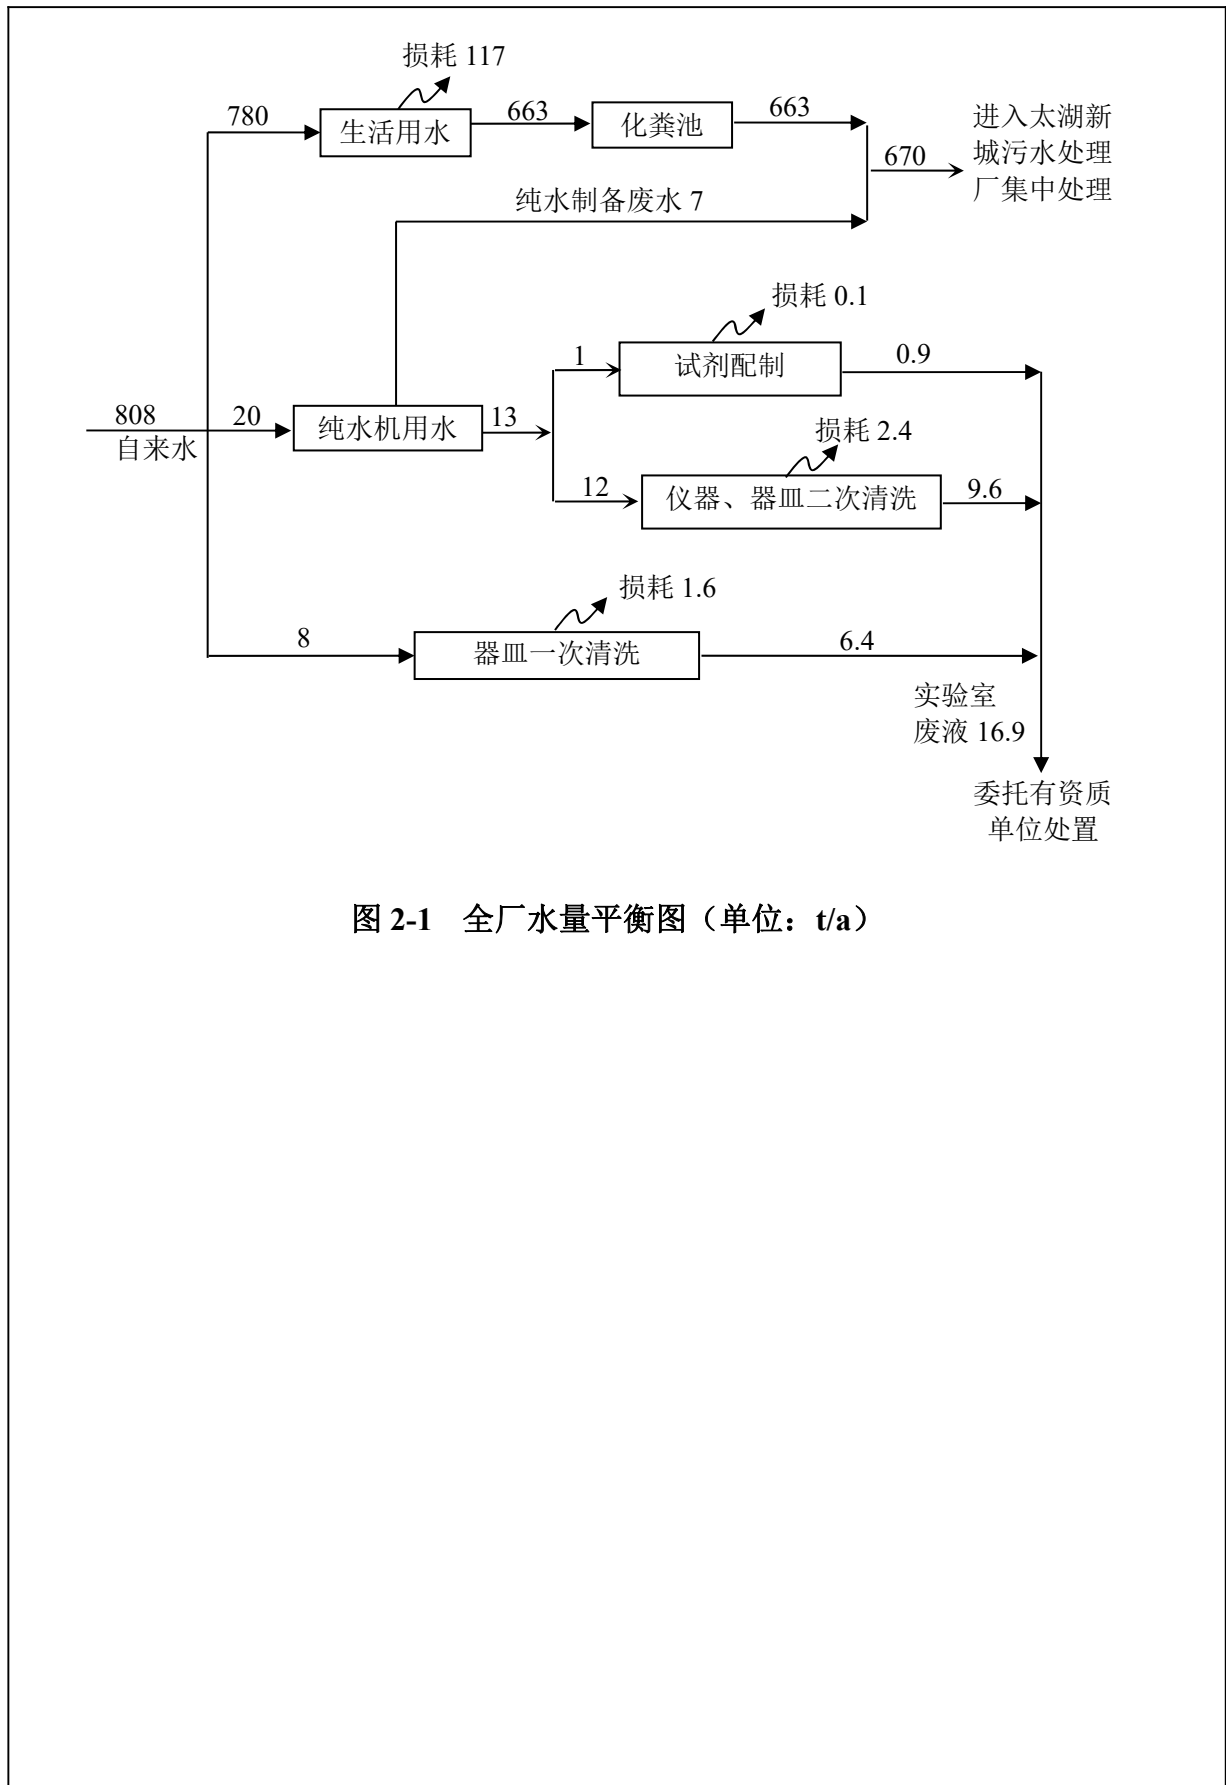 损耗 117
780
生活用水
663
化粪池
663
进入太湖新
城污水处理
厂集中处理
670
纯水制备废水 7
损耗 0.1
1
试剂配制
0.9
808
自来水
20
纯水机用水
13
损耗 2.4
12
仪器、器皿二次清洗
9.6
损耗 1.6
8
器皿一次清洗
6.4
实验室
废液 16.9
委托有资质
单位处置
图 2-1 全厂水量平衡图（单位：t/a）